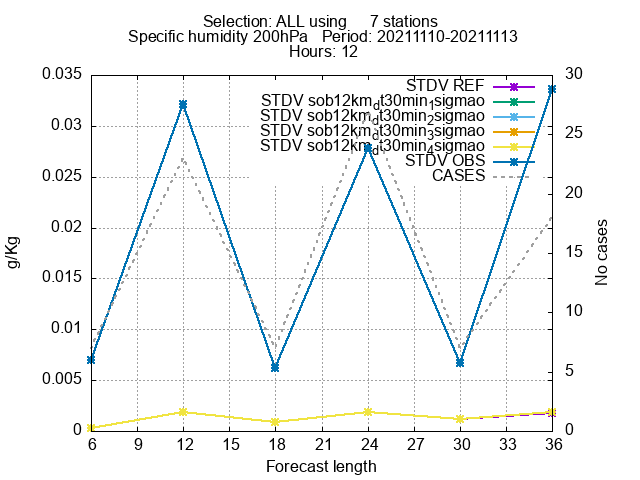 Selection: ALL using     7 stations
Specific humidity 200hPa   Period: 20211110-20211113
Hours: 12
STDV REF
STDV sob12km_dt30min_1sigmao
STDV sob12km_dt30min_2sigmao
STDV sob12km_dt30min_3sigmao
STDV sob12km_dt30min_4sigmao
STDV OBS
CASES
0.035
0.03
0.025
0.02
0.015
0.01
0.005
0
g/Kg
30
25
20
15
10
5
0
No cases
6 9 12 15 18 21 24 27 30 33 36
Forecast length